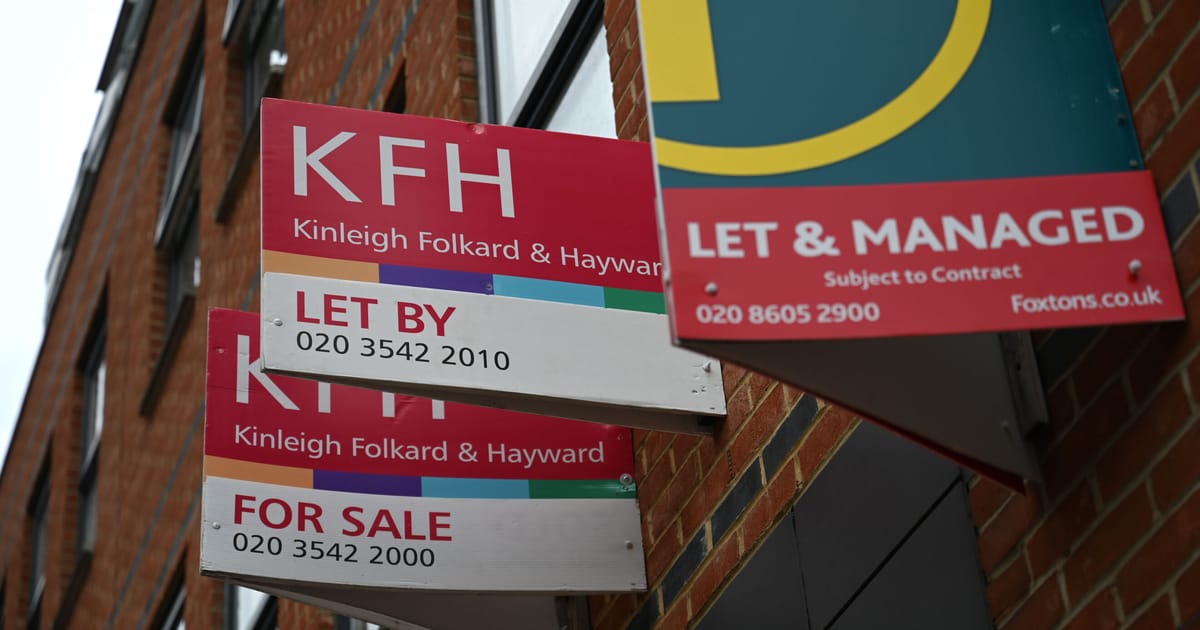 KFH
Kinleigh Folkard & Haywar
LET BY
020 3542 2010
KFH
Kinleigh Folkard & Hayward
FOR SALE
020 3542 2000
LET & MANAGED
Subject to Contract
020 8605 2900
Foxtons.co.uk